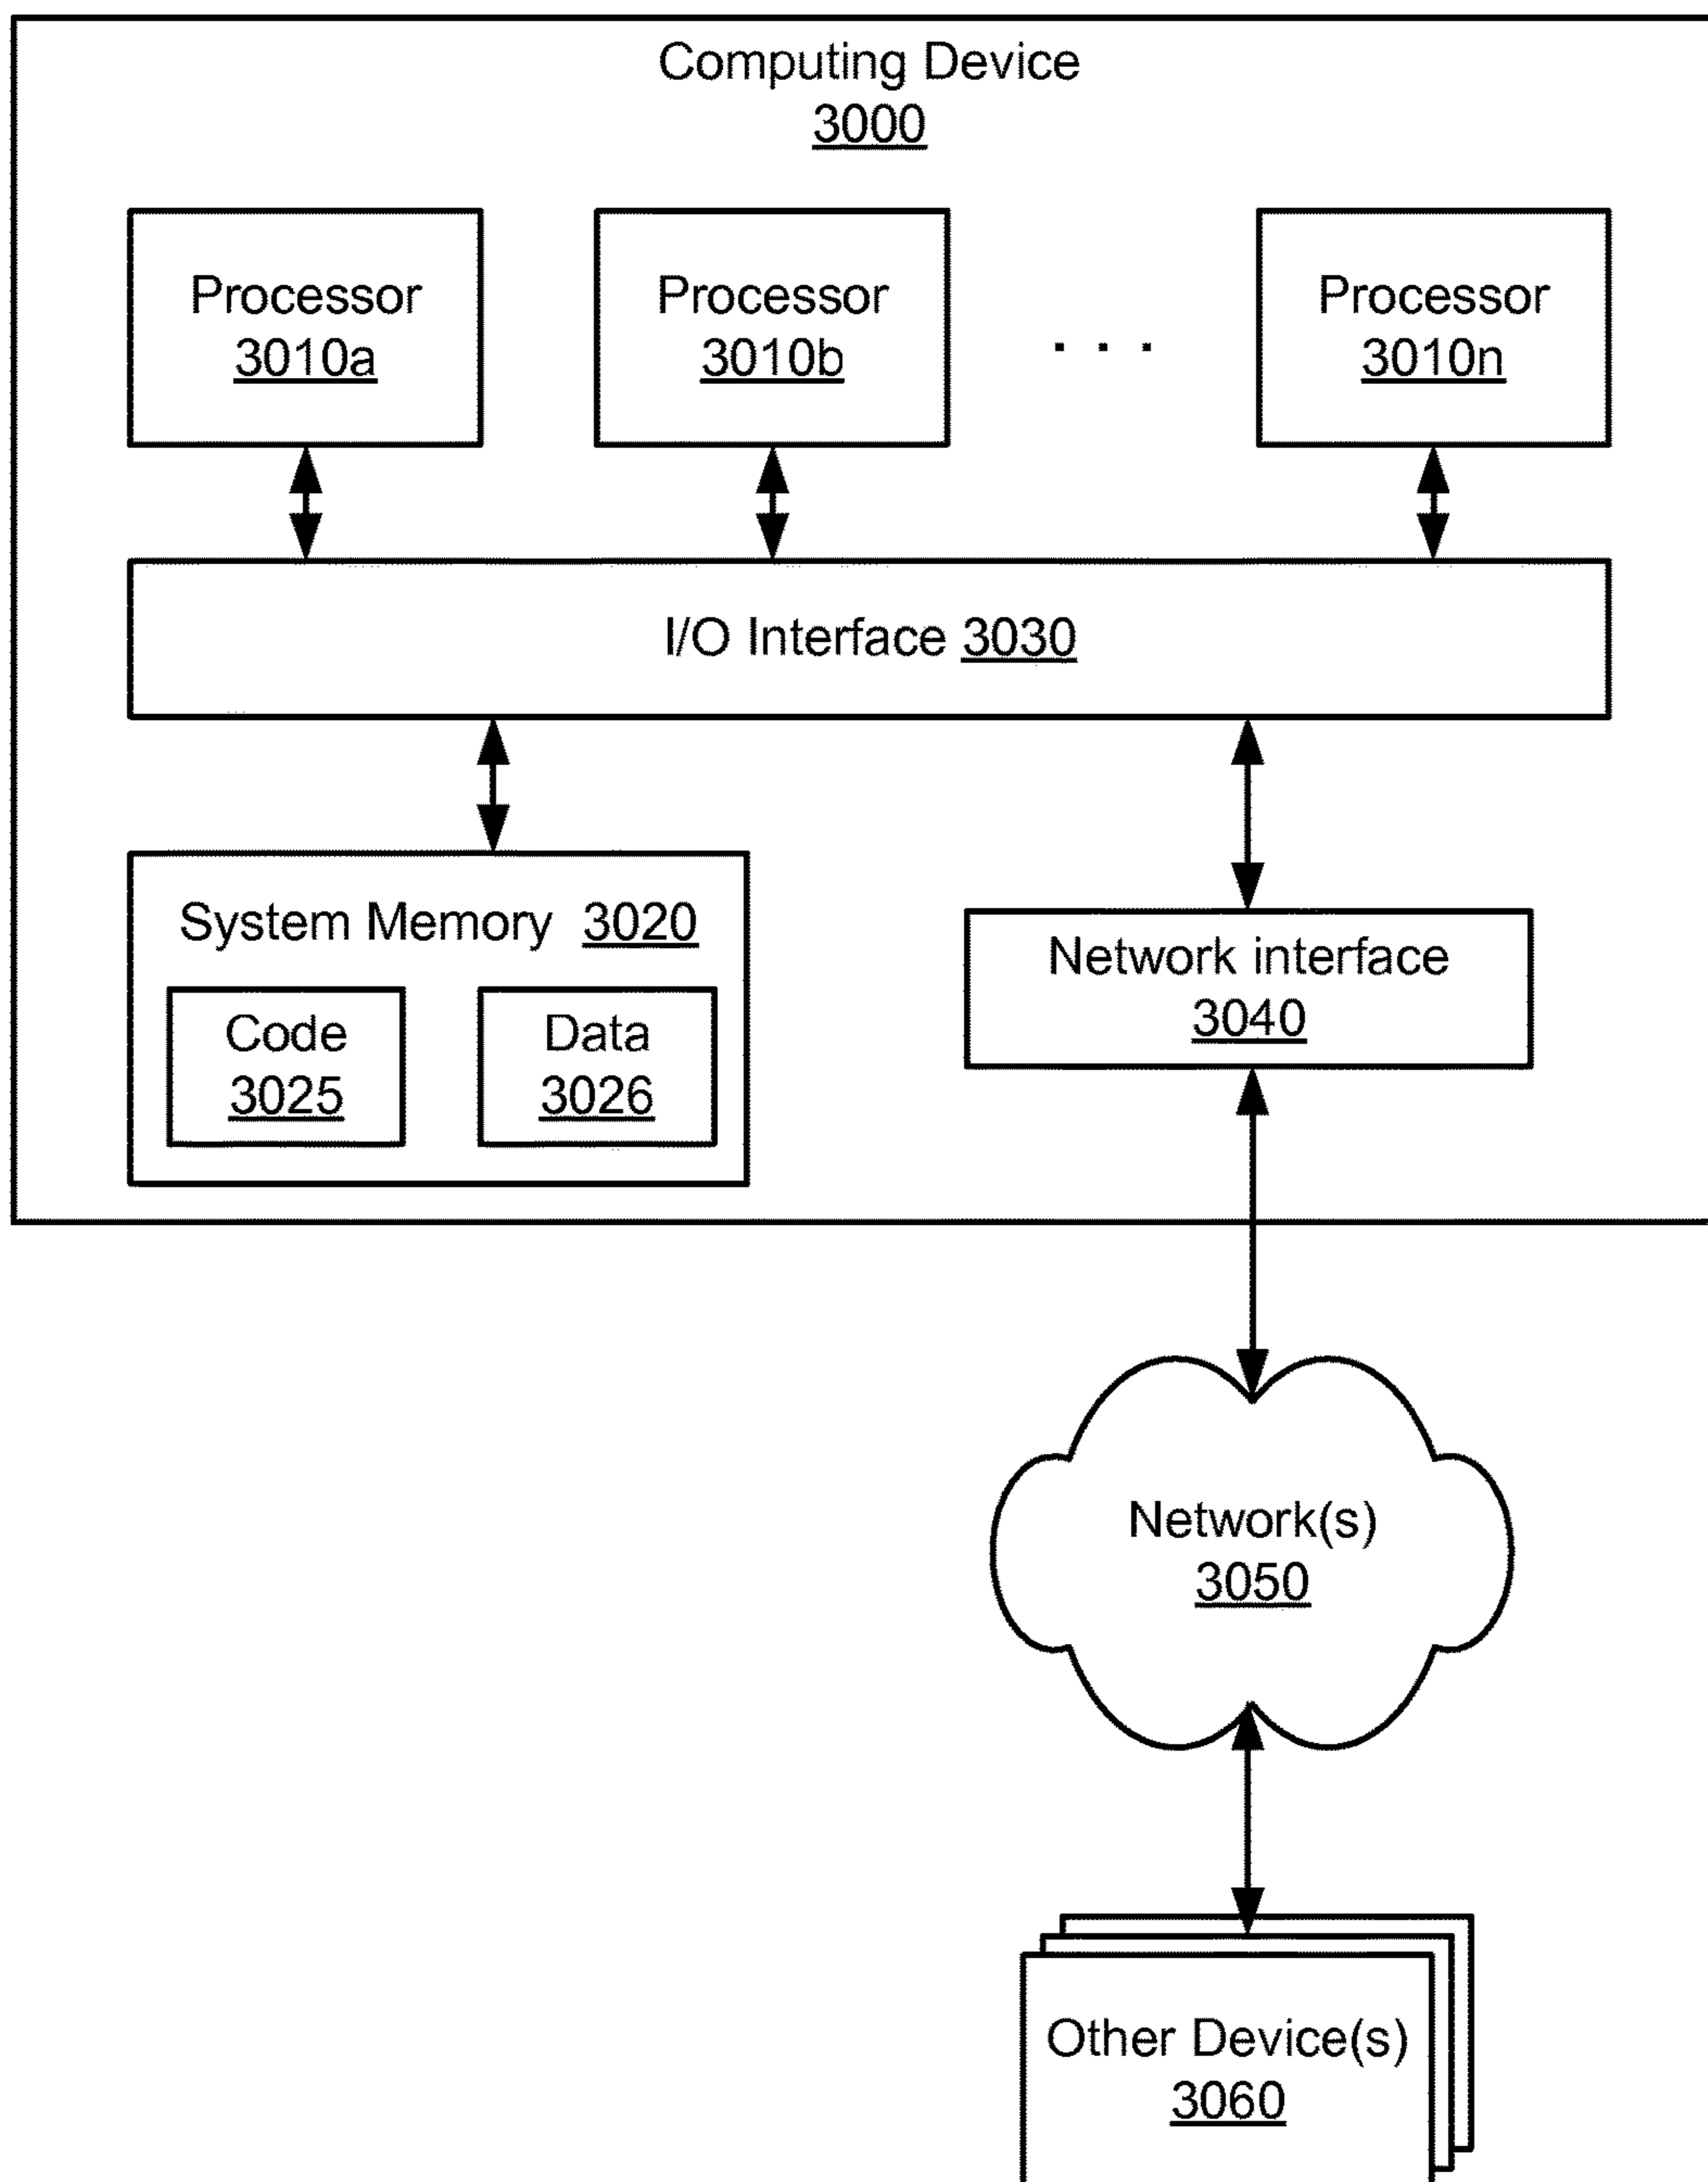 Computing Device
3000
Processor
3010a
Processor
3010b
. . .
Processor
3010n
I/O Interface 3030
System Memory 3020
Code
3025
Data
3026
Network interface
3040
Network(s)
3050
Other Device(s)
3060